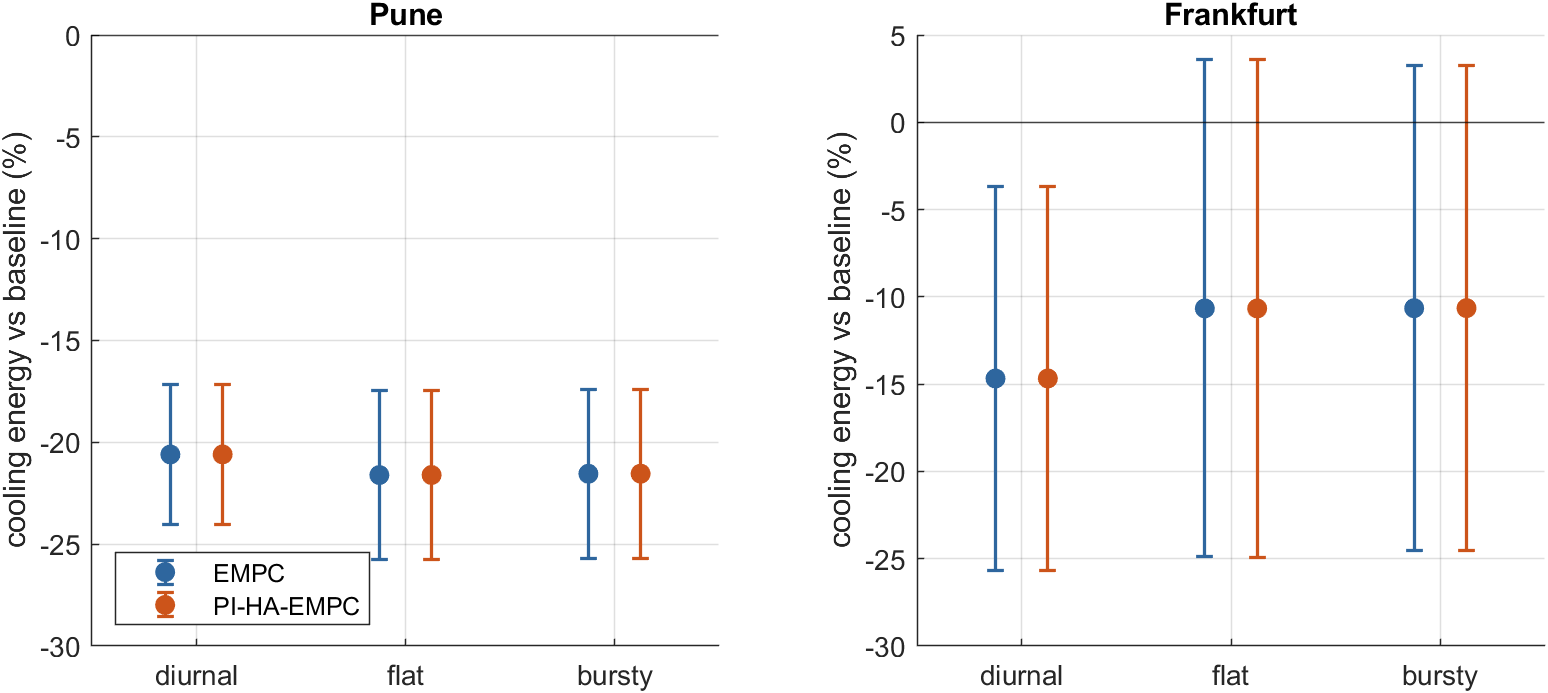 Pune
cooling energy vs baseline (%)
0
-5
-10
-15
-20
-25
-30
diurnal
flat
bursty
EMPC
PI-HA-EMPC
Frankfurt
cooling energy vs baseline (%)
5
0
-5
-10
-15
-20
-25
-30
diurnal
flat
bursty